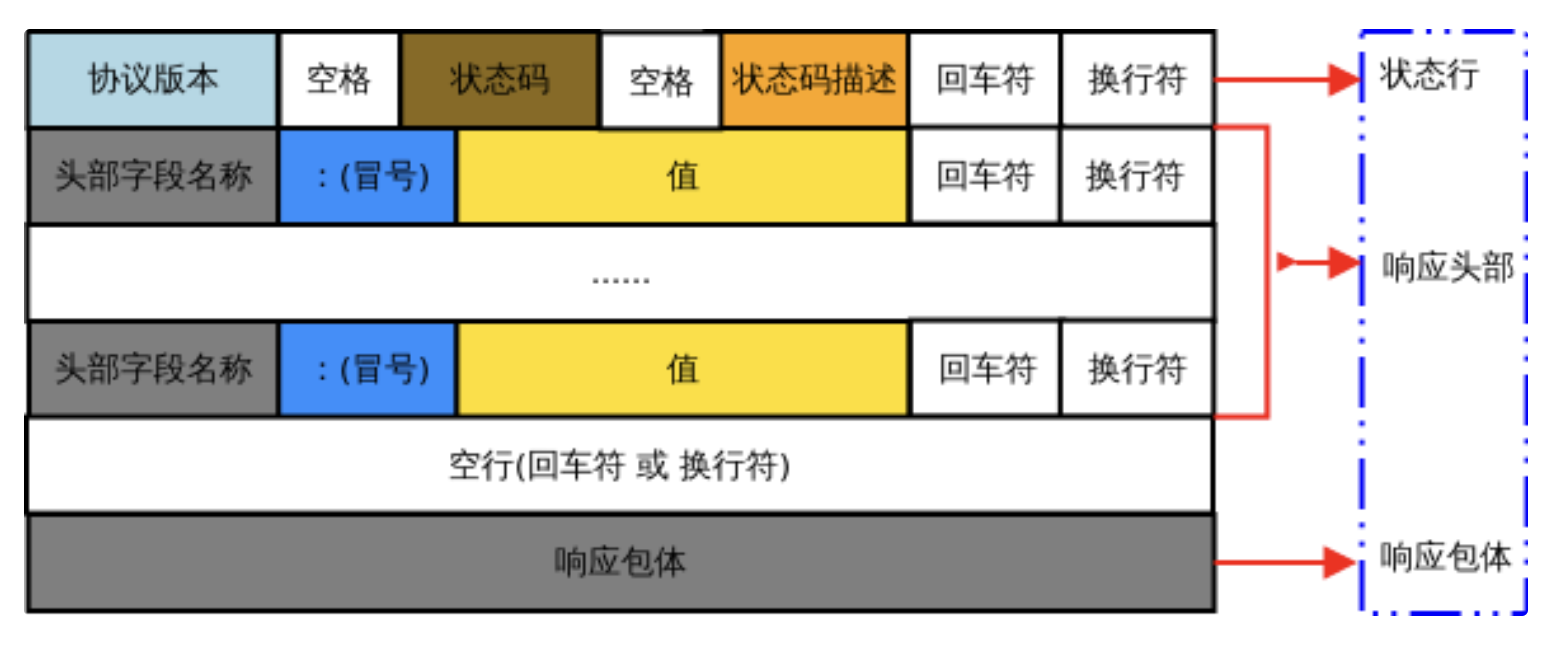 协议版本 空格 状态码 空格 状态码描述 回车符 换行符 状态行
头部字段名称 : (冒号) 值 回车符 换行符
...... 响应头部
头部字段名称 : (冒号) 值 回车符 换行符
空行(回车符 或 换行符)
响应包体 响应包体